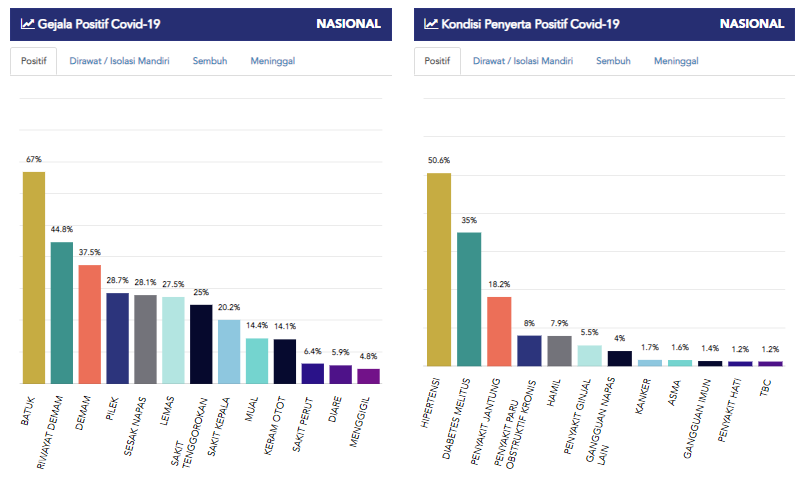 Gejala Positif Covid-19 NASIONAL
Positif Dirawat / Isolasi Mandiri Sembuh Meninggal
67%
44.8%
37.5%
28.7%
28.1%
27.5%
25%
20.2%
14.4%
14.1%
6.4%
5.9%
4.8%
BATUK
RIWAYAT DEMAM
DEMAM
PILEK
SESAK NAPAS
LEMAS
SAKIT
TENGGOROKAN
SAKIT KEPALA
MUAL
KERAM OTOT
SAKIT PERUT
DIARE
MENGGIGIL
Kondisi Penyerta Positif Covid-19 NASIONAL
Positif Dirawat / Isolasi Mandiri Sembuh Meninggal
50.6%
35%
18.2%
8%
7.9%
5.5%
4%
1.7%
1.6%
1.4%
1.2%
1.2%
HIPERTENSI
DIABETES MELITUS
PENYAKIT JANTUNG
PENYAKIT PARU
OBSTRUKTIF KRONIS
HAMIL
PENYAKIT GINJAL
GANGGUAN NAPAS
LAIN
KANKER
ASMA
GANGGUAN IMUN
PENYAKIT HATI
TBC